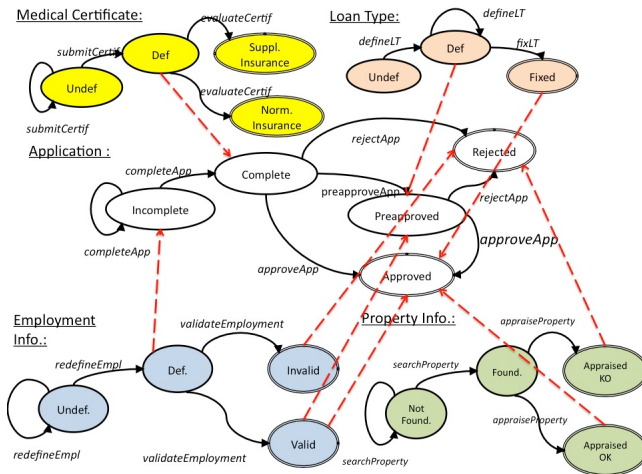 Medical Certificate:
evaluateCertif
Loan Type:
defineLT
submitCertif
Def
Suppl.
Insurance
defineLT
Def
fixLT
Undef
evaluateCertif
Undef
Fixed
submitCertif
Norm.
Insurance
Application :
rejectApp
Rejected
completeApp
Complete
preapproveApp
rejectApp
Incomplete
Preapproved
completeApp
approveApp
approveApp
Approved
Employment
Info.:
validateEmployment
Property Info.:
redefineEmpl
Def.
Invalid
searchProperty
Found.
appraiseProperty
Appraised
KO
Undef.
Not
Found.
appraiseProperty
redefineEmpl
validateEmployment
Valid
searchProperty
Appraised
OK